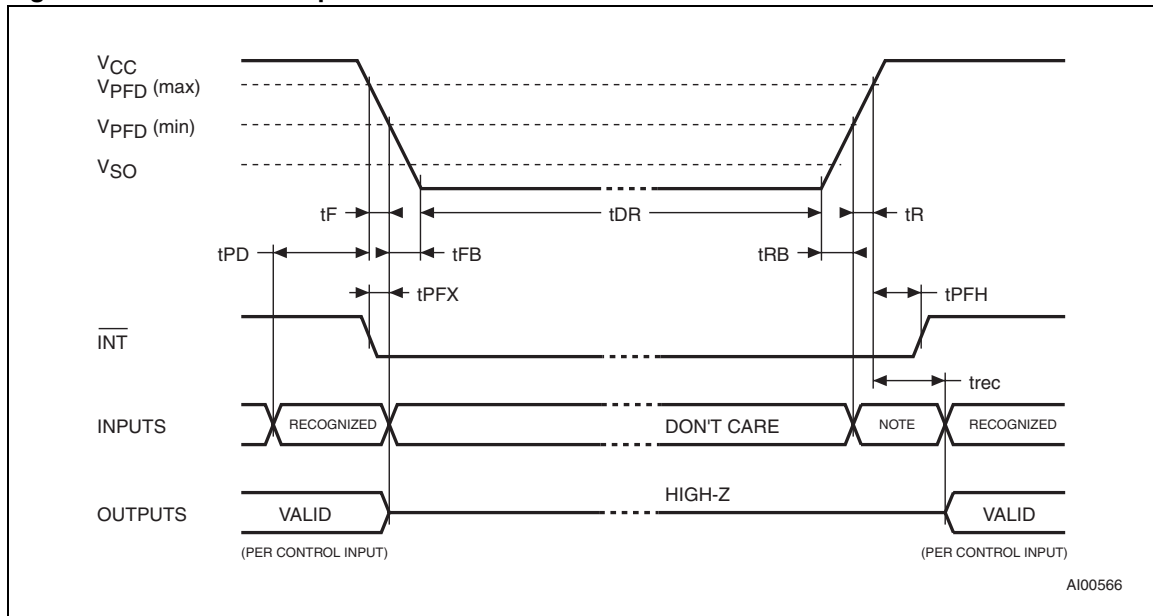 VCC
VPFD (max)
VPFD (min)
VSO
tF
tDR
tR
tPD
tFB
tRB
tPFX
tPFH
INT
trec
INPUTS
RECOGNIZED
DON'T CARE
NOTE
RECOGNIZED
HIGH-Z
OUTPUTS
VALID
VALID
(PER CONTROL INPUT)
(PER CONTROL INPUT)
AI00566